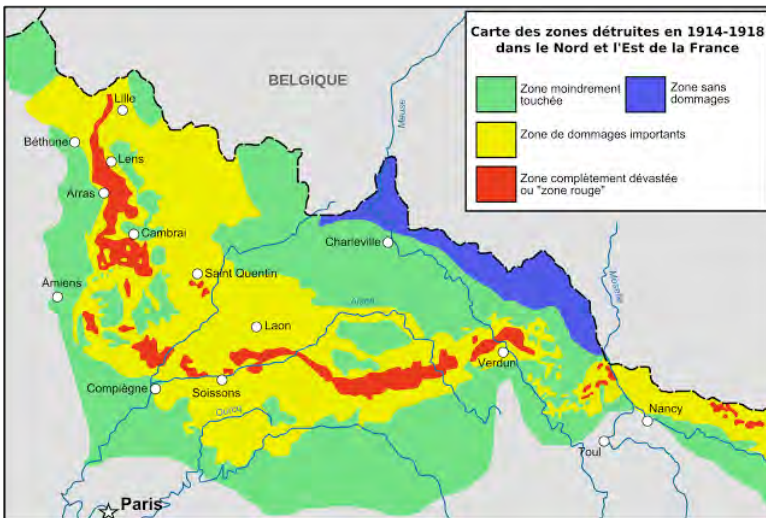 Carte des zones détruites en 1914-1918
dans le Nord et l'Est de la France
Zone moindrement
touchée
Zone sans
dommages
Zone de dommages importants
Zone complètement dévastée
ou "zone rouge"
BELGIQUE
Meuse
Lille
Béthune
Lens
Arras
Cambrai
Charleville
Moselle
Saint Quentin
Amiens
Aisne
Laon
Verdun
Compiègne
Soissons
Ourcq
Nancy
Toul
Paris